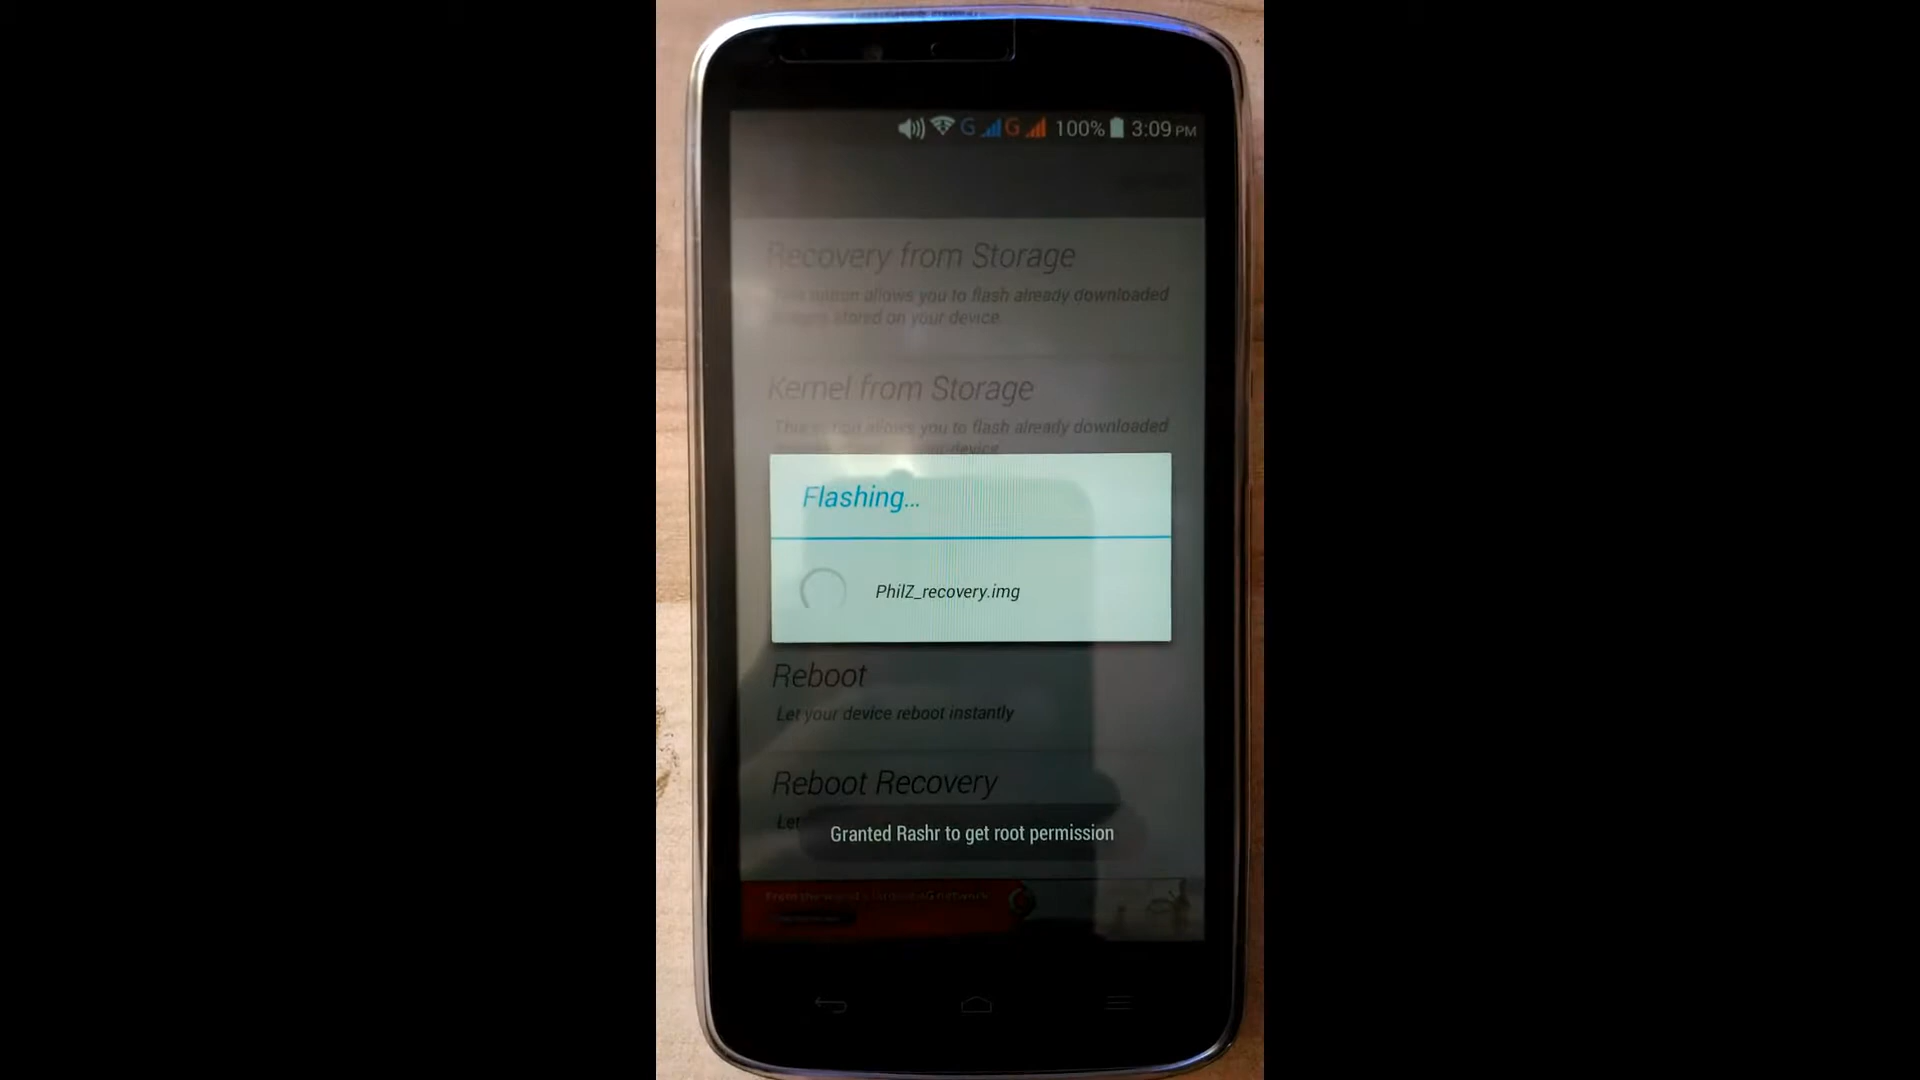 G G 100% 3:09 PM
Recovery from Storage
This option allows you to flash already downloaded
stored on your device.
Kernel from Storage
This option allows you to flash already downloaded
device
Flashing...
PhilZ_recovery.img
Reboot
Let your device reboot instantly
Reboot Recovery
Let
Granted Rashr to get root permission